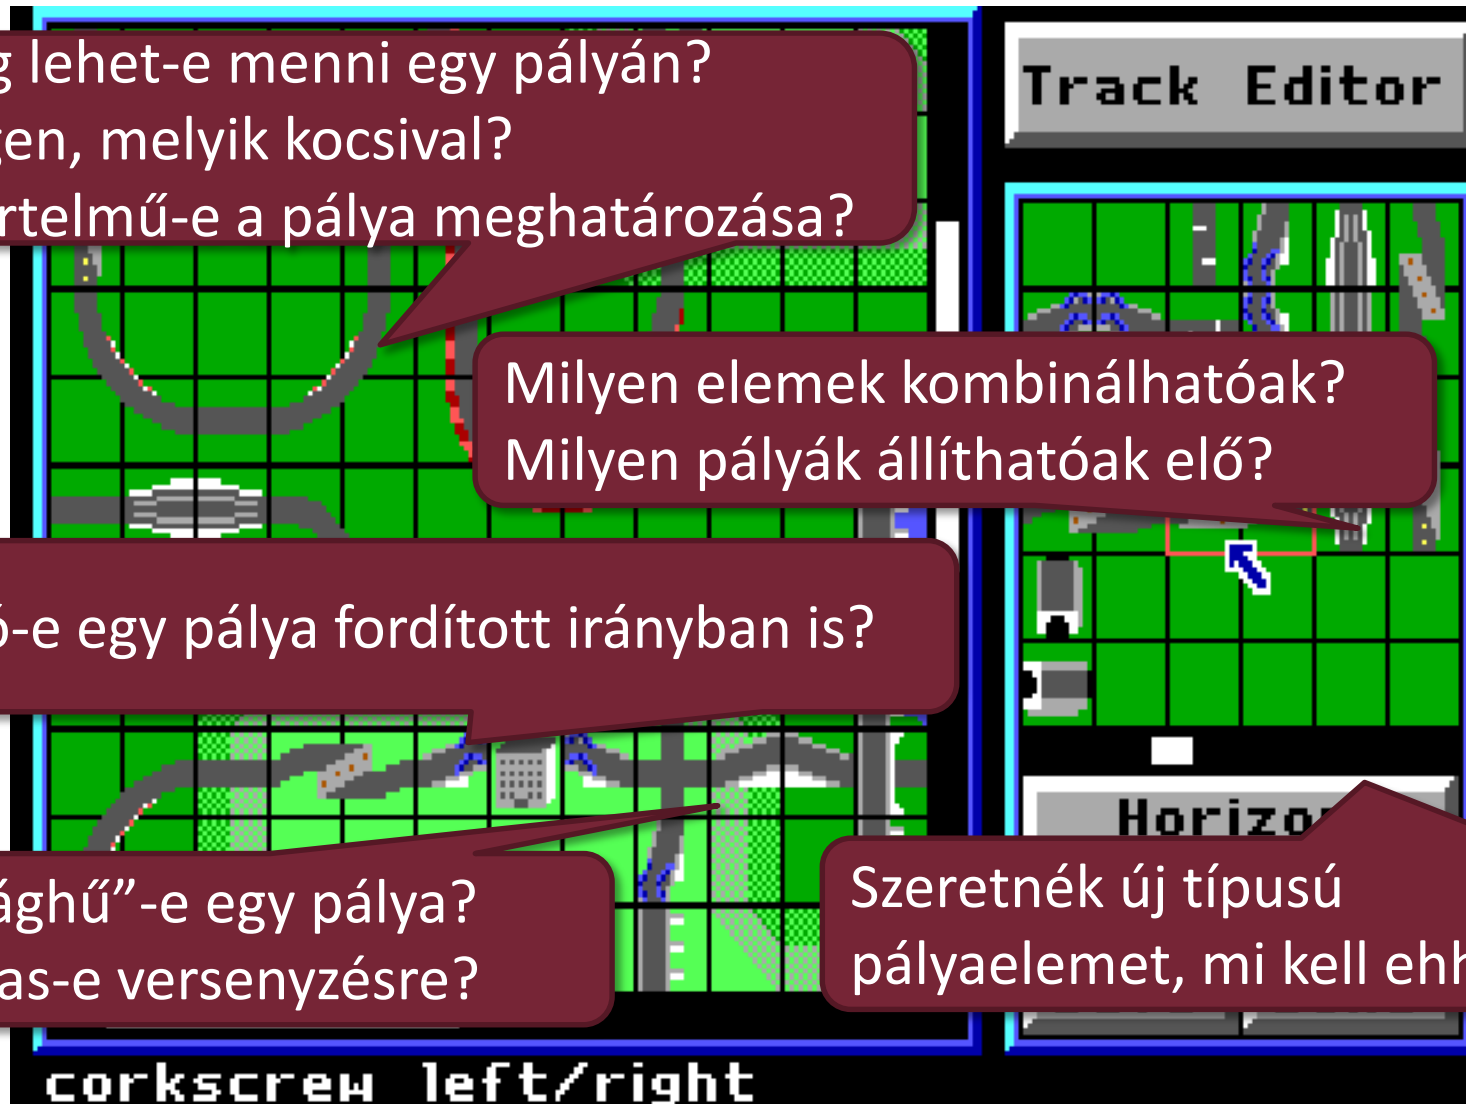 g lehet-e menni egy pályán?
gen, melyik kocsival?
rtelmű-e a pálya meghatározása?
Track Editor
Milyen elemek kombinálhatóak?
Milyen pályák állíthatóak elő?
ó-e egy pálya fordított irányban is?
Horizo
ághű”-e egy pálya?
as-e versenyzésre?
Szeretnék új típusú
pályaelemet, mi kell ehh
corkscrew left/right